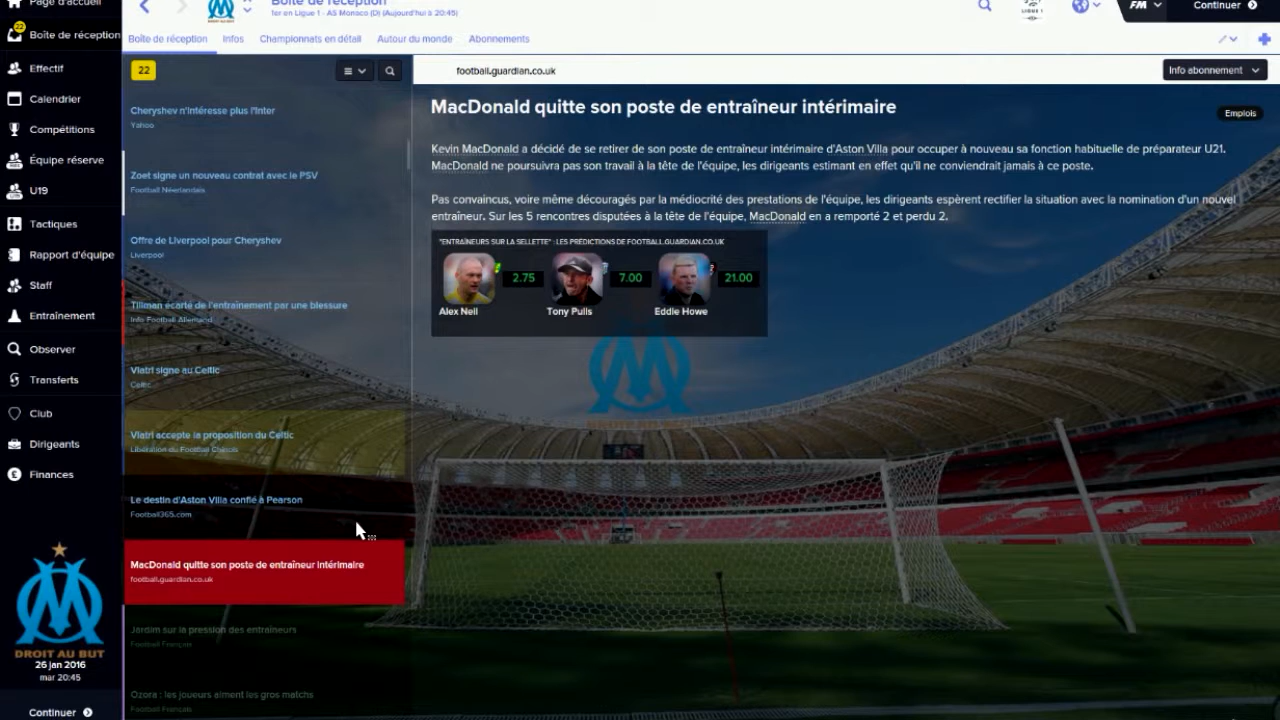 Page d'accueil
22
Boîte de réception
Effectif
Calendrier
Compétitions
Équipe réserve
U19
Tactiques
Rapport d'équipe
Staff
Entraînement
Observer
Transferts
Club
Dirigeants
Finances
DROIT AU BUT
26 jan 2016
mar 20:45
Continuer
Boîte de réception
1er en Ligue 1 - AS Monaco (D) (Aujourd'hui à 20:45)
LIGUE 1
FM
Continuer
Boîte de réception Infos Championnats en détail Autour du monde Abonnements
22
Cheryshev n'intéresse plus l'Inter
Yahoo
Zoet signe un nouveau contrat avec le PSV
Football Néerlandais
Offre de Liverpool pour Cheryshev
Liverpool
Tillman écarté de l'entraînement par une blessure
Info Football Allemand
Viatri signe au Celtic
Celtic
Viatri accepte la proposition du Celtic
Libération du Football Chinois
Le destin d'Aston Villa confié à Pearson
Football365.com
MacDonald quitte son poste de entraîneur intérimaire
football.guardian.co.uk
Jardim sur la pression des entraîneurs
Football Français
Ozora : les joueurs aiment les gros matchs
Football Français
football.guardian.co.uk
Info abonnement
MacDonald quitte son poste de entraîneur intérimaire
Emplois
Kevin MacDonald a décidé de se retirer de son poste de entraîneur intérimaire d'Aston Villa pour occuper à nouveau sa fonction habituelle de préparateur U21.
MacDonald ne poursuivra pas son travail à la tête de l'équipe, les dirigeants estimant en effet qu'il ne conviendrait jamais à ce poste.
Pas convaincus, voire même découragés par la médiocrité des prestations de l'équipe, les dirigeants espèrent rectifier la situation avec la nomination d'un nouvel
entraîneur. Sur les 5 rencontres disputées à la tête de l'équipe, MacDonald en a remporté 2 et perdu 2.
"ENTRAÎNEURS SUR LA SELLETTE" : LES PRÉDICTIONS DE FOOTBALL.GUARDIAN.CO.UK
2.75 7.00 21.00
Alex Neil Tony Pulis Eddie Howe